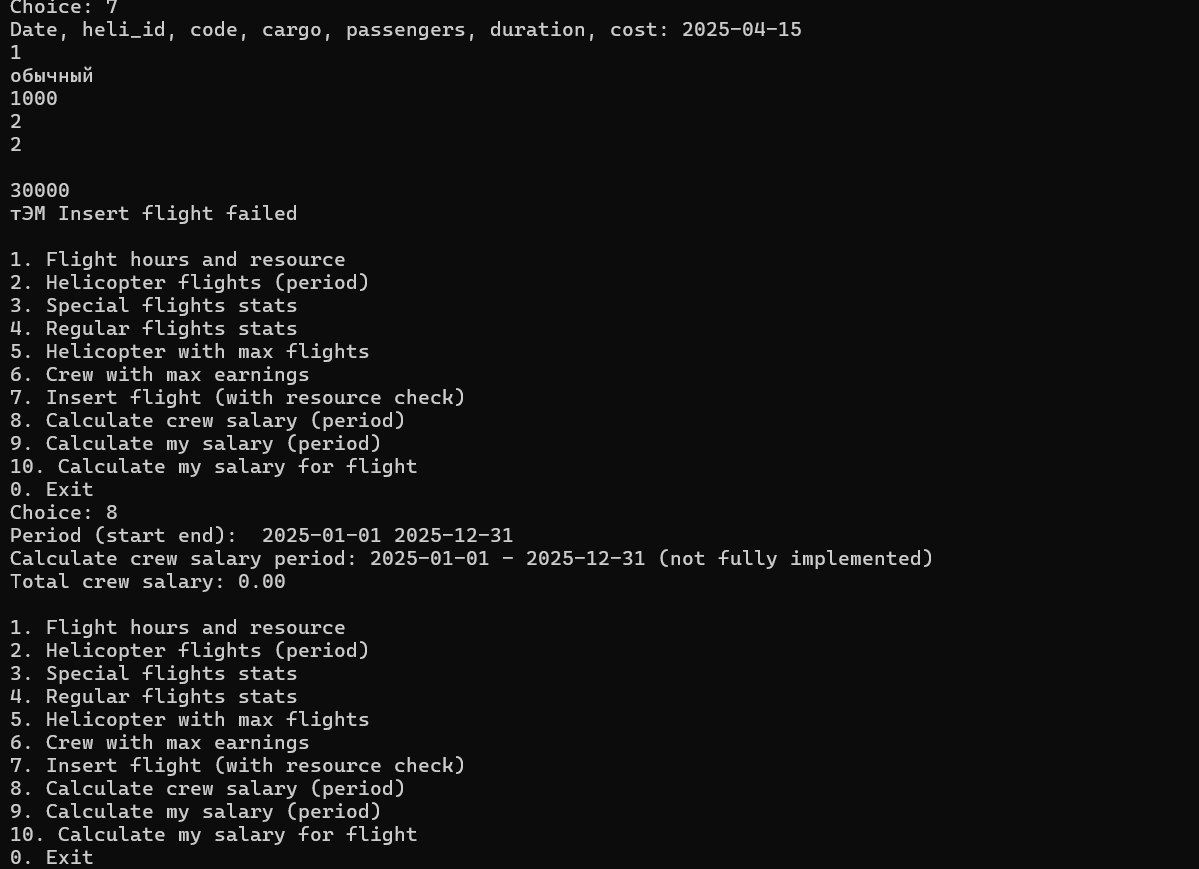 Choice: 7
Date, heli_id, code, cargo, passengers, duration, cost: 2025-04-15
1
обычный
1000
2
2
30000
тЭМ Insert flight failed
1. Flight hours and resource
2. Helicopter flights (period)
3. Special flights stats
4. Regular flights stats
5. Helicopter with max flights
6. Crew with max earnings
7. Insert flight (with resource check)
8. Calculate crew salary (period)
9. Calculate my salary (period)
10. Calculate my salary for flight
0. Exit
Choice: 8
Period (start end):  2025-01-01 2025-12-31
Calculate crew salary period: 2025-01-01 - 2025-12-31 (not fully implemented)
Total crew salary: 0.00
1. Flight hours and resource
2. Helicopter flights (period)
3. Special flights stats
4. Regular flights stats
5. Helicopter with max flights
6. Crew with max earnings
7. Insert flight (with resource check)
8. Calculate crew salary (period)
9. Calculate my salary (period)
10. Calculate my salary for flight
0. Exit